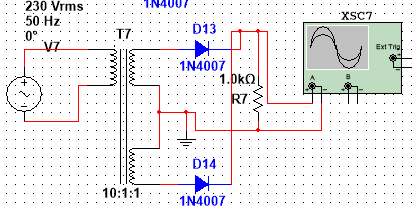 1N4007
230 Vrms
50 Hz
0°
V7
T7
D13
1N4007
XSC7
Ext Trig
A
B
1.0kΩ
R7
D14
10:1:1
1N4007